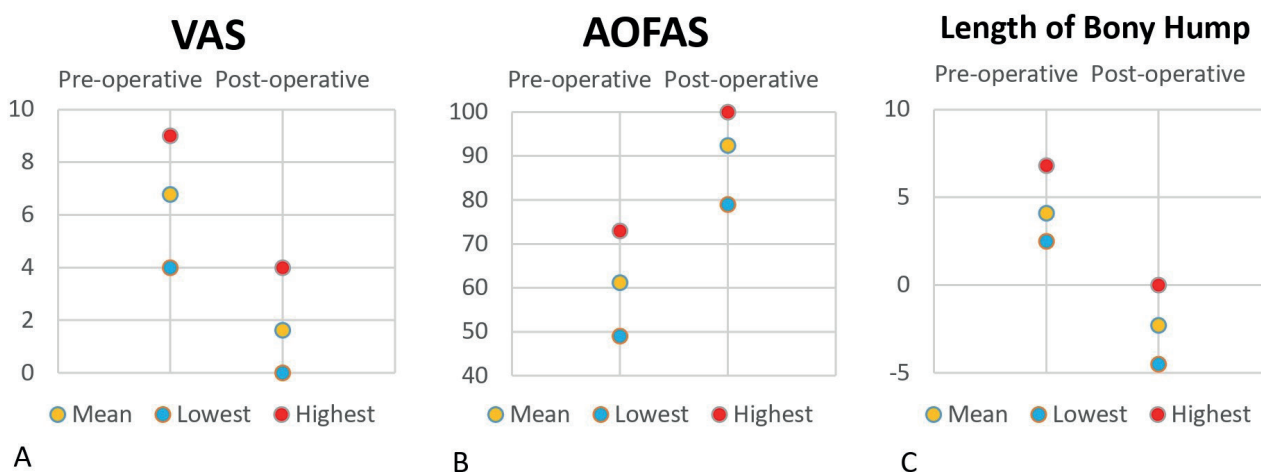 VAS
Pre-operative Post-operative
10
8
6
4
2
0
Mean Lowest Highest
A
AOFAS
Pre-operative Post-operative
100
90
80
70
60
50
40
Mean Lowest Highest
B
Length of Bony Hump
Pre-operative Post-operative
10
5
0
-5
Mean Lowest Highest
C